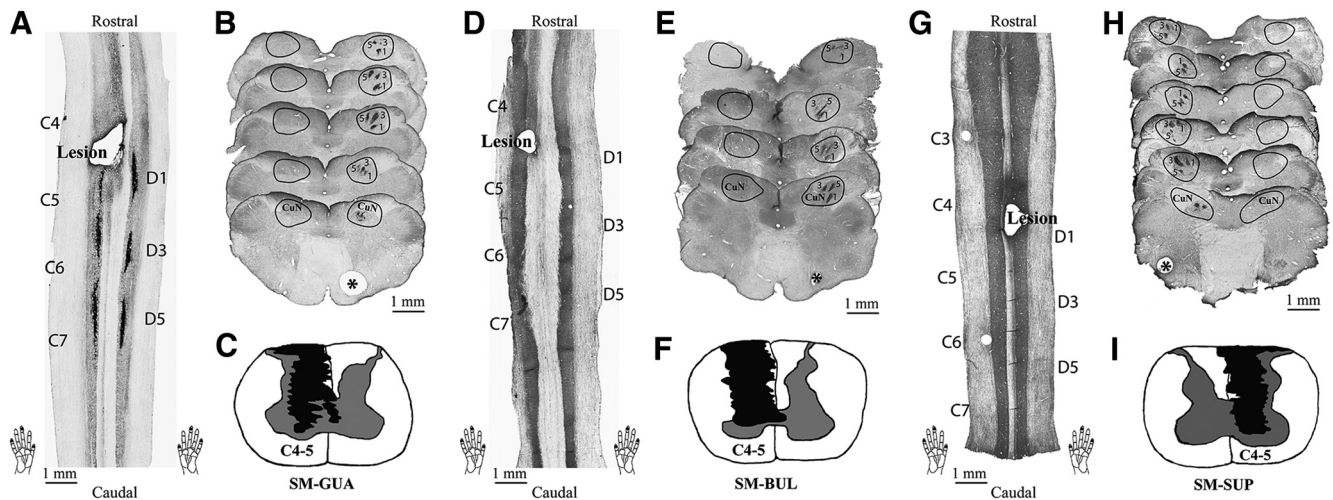 A
Rostral
C4
Lesion
C5
C6
C7
D1
D3
D5
1 mm
Caudal
B
5 3
1
5 3
1
5 3
1
5 3
1
CuN CuN
*
1 mm
C
C4-5
SM-GUA
D
Rostral
C4
Lesion
C5
C6
C7
D1
D3
D5
1 mm
Caudal
E
5 3
1
3 5
1
3 5
1
CuN 3 5
CuN 1
*
1 mm
F
C4-5
SM-BUL
G
Rostral
C3
C4
Lesion
D1
C5
D3
C6
D5
C7
1 mm
Caudal
H
3 1
5
1
5
1
5
3 1
5
3 1
5
CuN CuN
*
1 mm
I
C4-5
SM-SUP